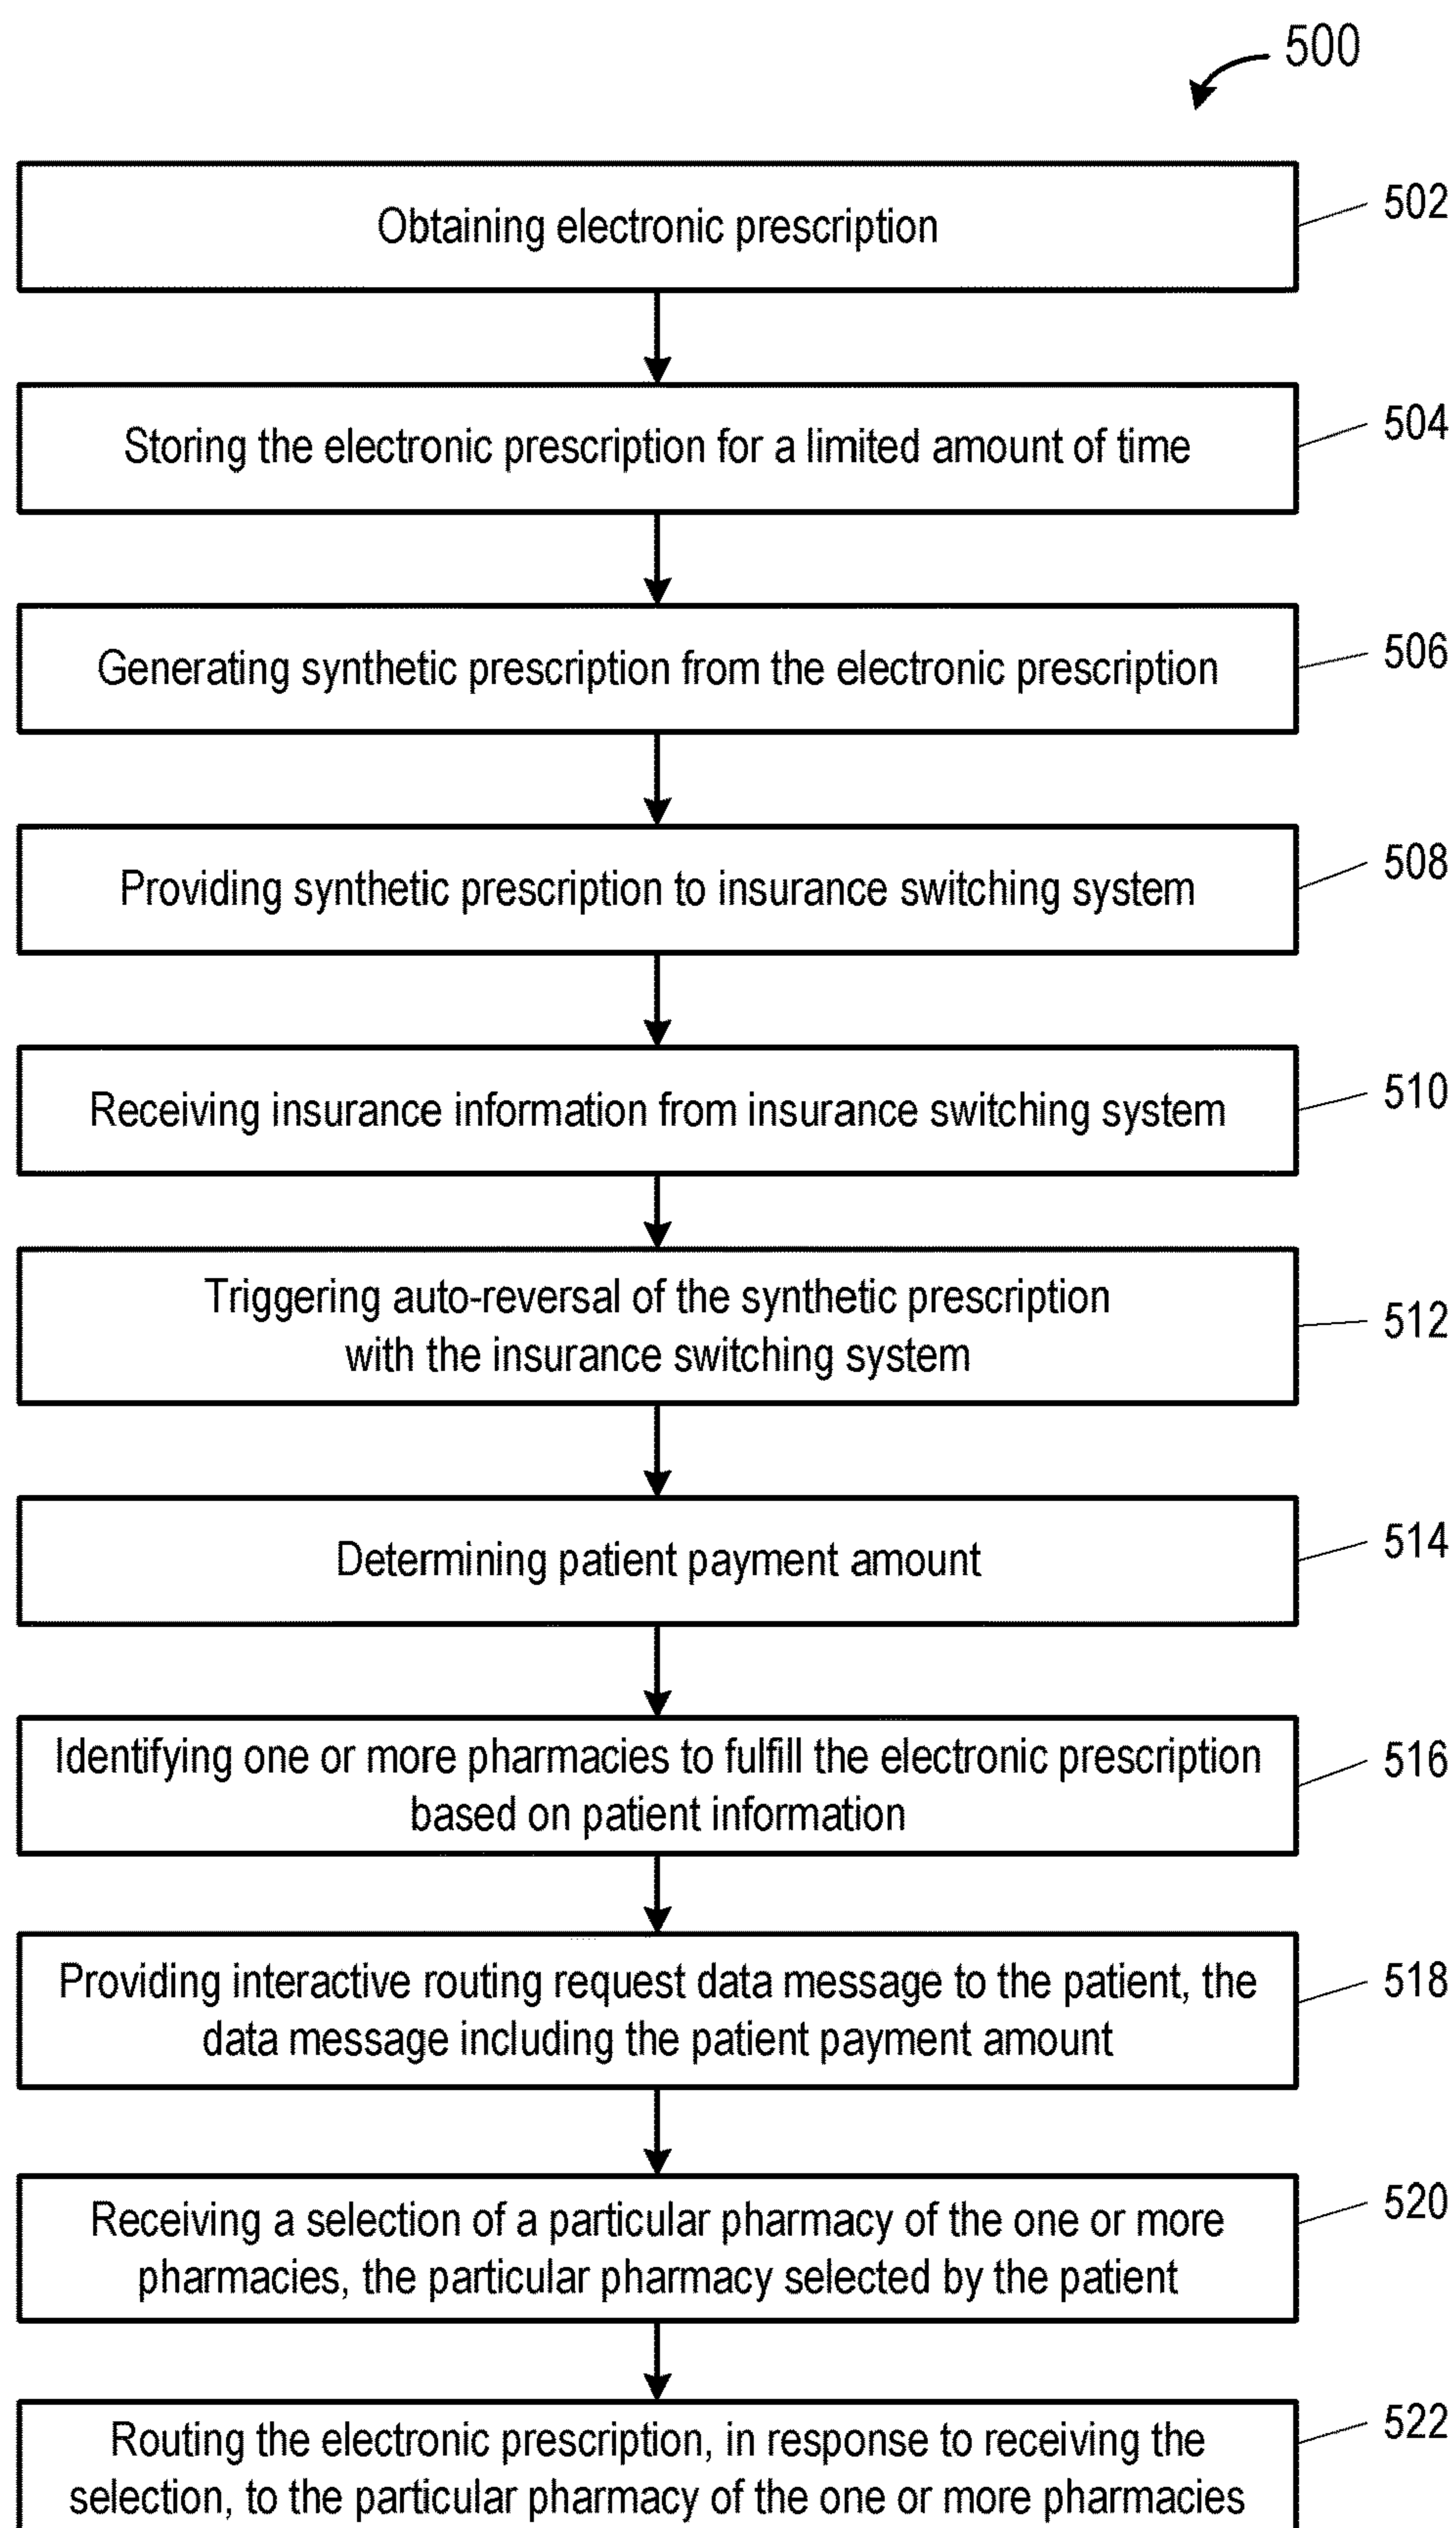 500
Obtaining electronic prescription
502
Storing the electronic prescription for a limited amount of time
504
Generating synthetic prescription from the electronic prescription
506
Providing synthetic prescription to insurance switching system
508
Receiving insurance information from insurance switching system
510
Triggering auto-reversal of the synthetic prescription
with the insurance switching system
512
Determining patient payment amount
514
Identifying one or more pharmacies to fulfill the electronic prescription
based on patient information
516
Providing interactive routing request data message to the patient, the
data message including the patient payment amount
518
Receiving a selection of a particular pharmacy of the one or more
pharmacies, the particular pharmacy selected by the patient
520
Routing the electronic prescription, in response to receiving the
selection, to the particular pharmacy of the one or more pharmacies
522